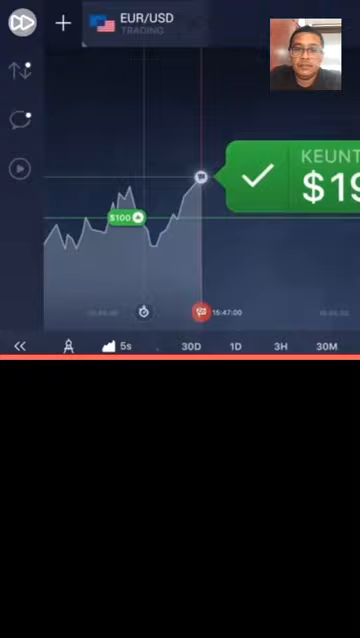 EUR/USD
TRADING
KEUNT
$19
$100
15:47:00
5s
30D
1D
3H
30M